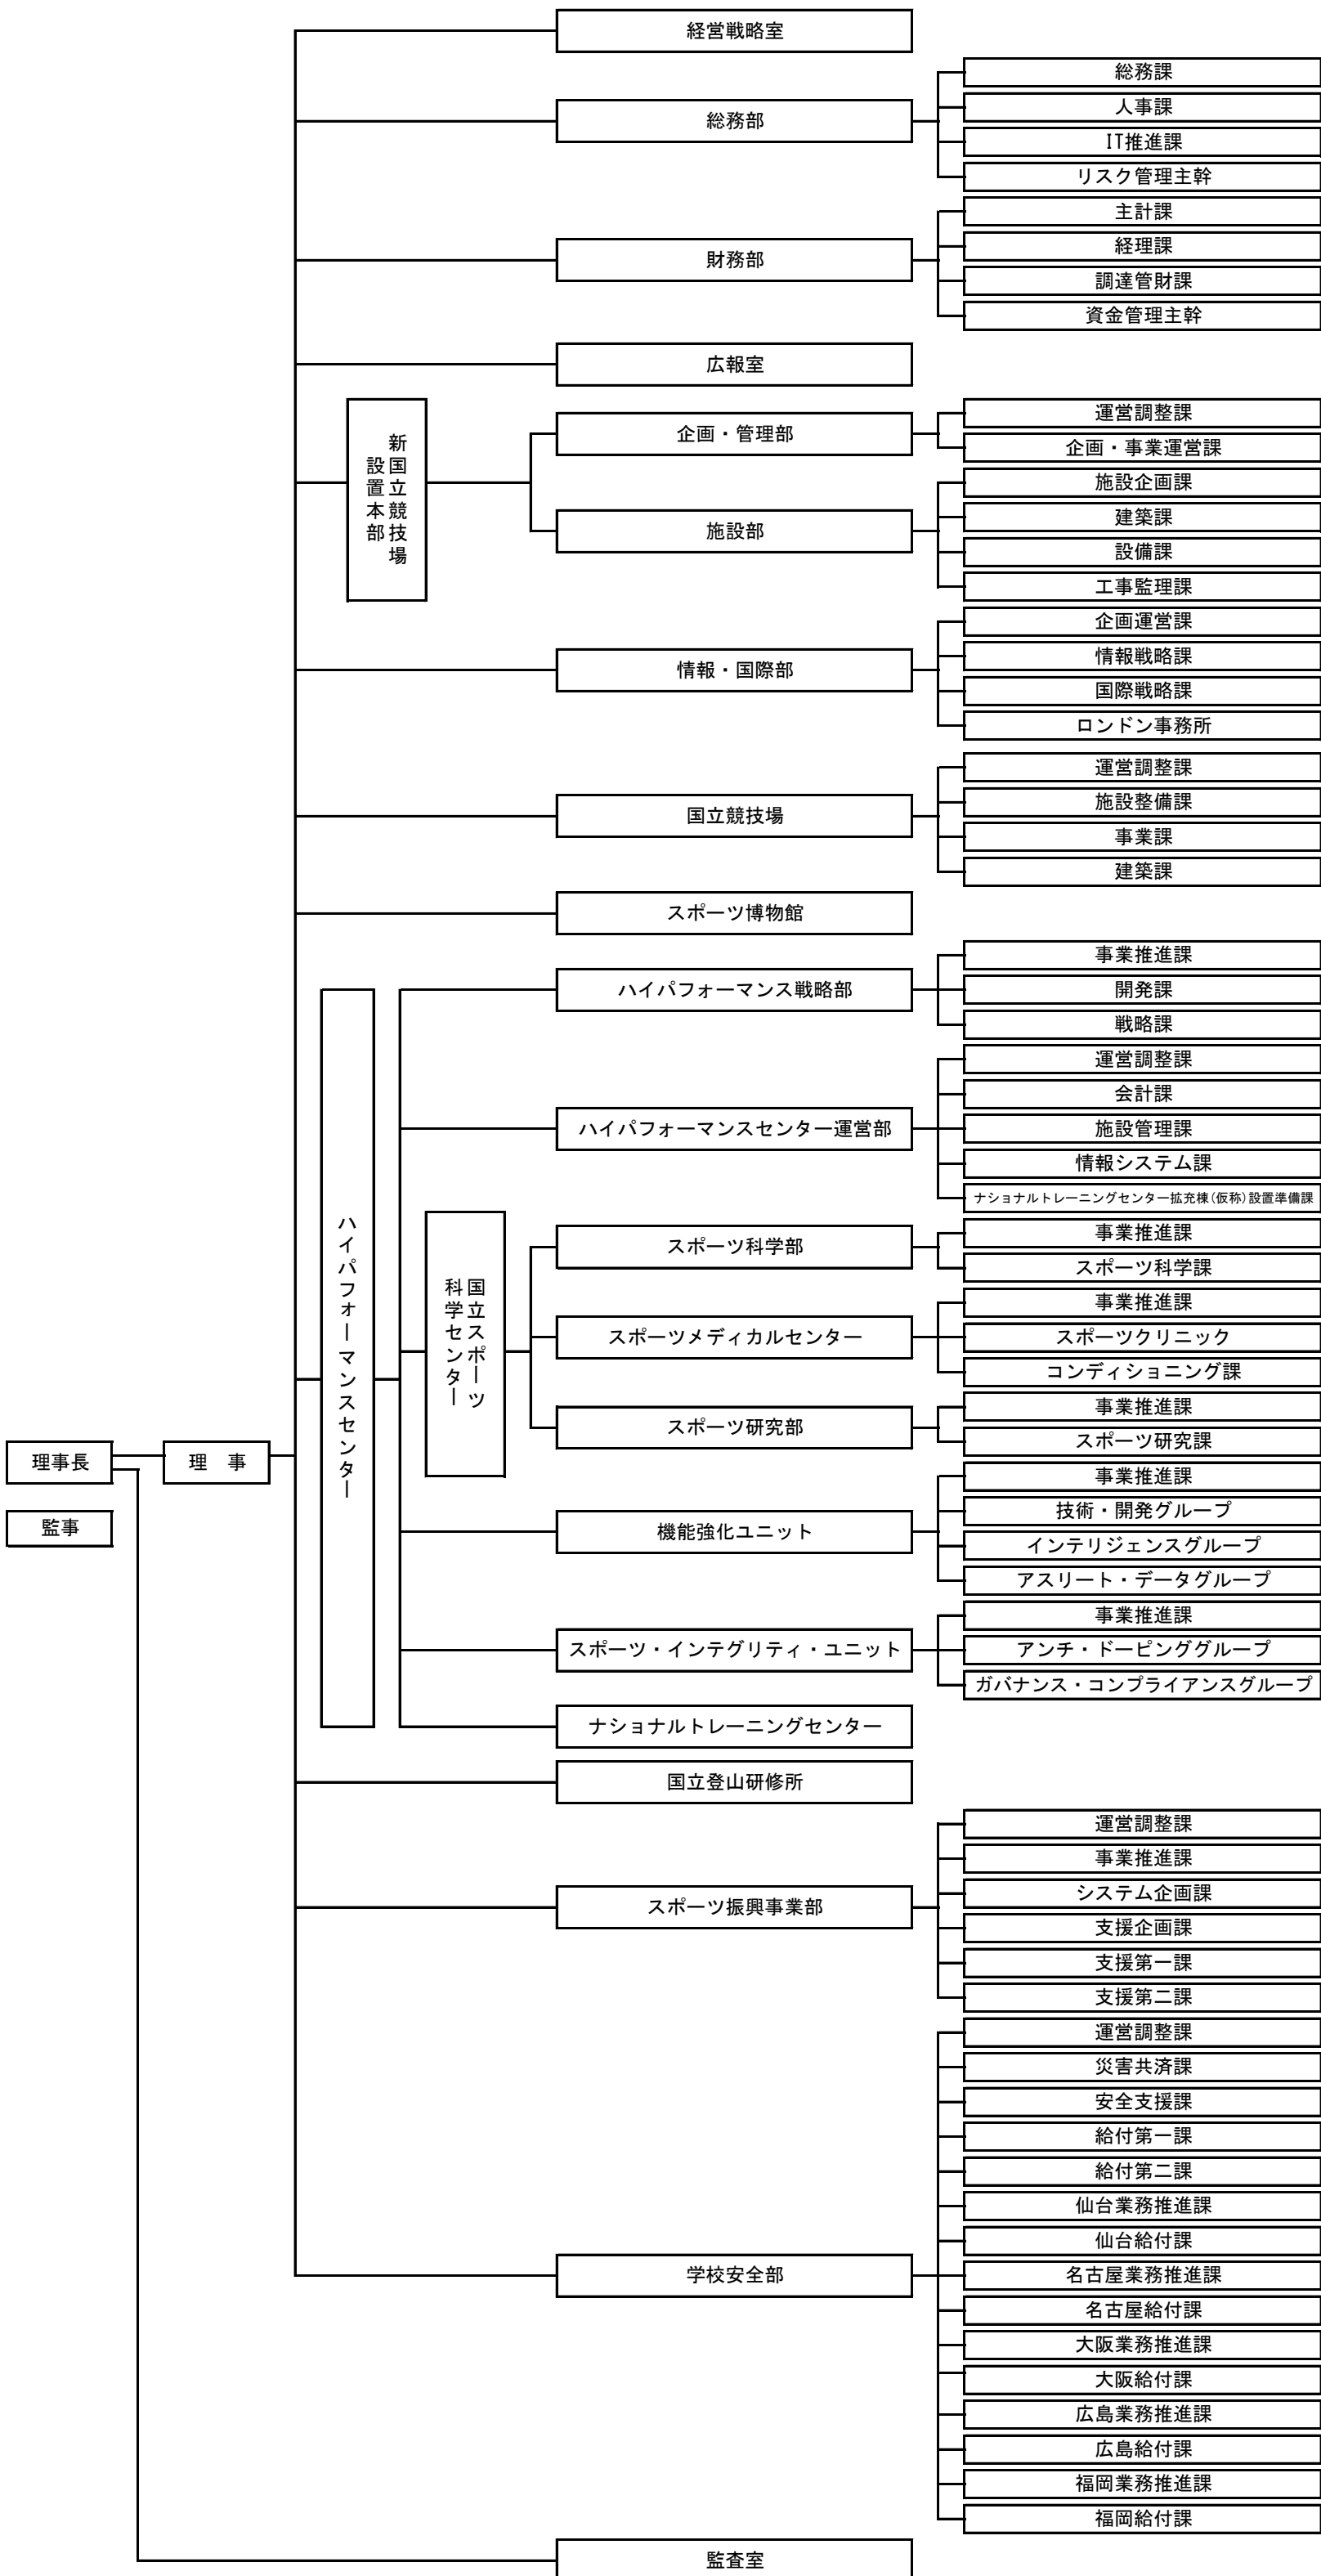 経営戦略室
総務部
総務課
人事課
IT推進課
リスク管理主幹
財務部
主計課
経理課
調達管財課
資金管理主幹
広報室
新国立競技場
設置本部
企画・管理部
運営調整課
企画・事業運営課
施設部
施設企画課
建築課
設備課
工事監理課
情報・国際部
企画運営課
情報戦略課
国際戦略課
ロンドン事務所
国立競技場
運営調整課
施設整備課
事業課
建築課
スポーツ博物館
ハイパフォーマンスセンター
ハイパフォーマンス戦略部
事業推進課
開発課
戦略課
ハイパフォーマンスセンター運営部
運営調整課
会計課
施設管理課
情報システム課
ナショナルトレーニングセンター拡充棟(仮称)設置準備課
国立スポーツ
科学センター
スポーツ科学部
事業推進課
スポーツ科学課
スポーツメディカルセンター
事業推進課
スポーツクリニック
コンディショニング課
スポーツ研究部
事業推進課
スポーツ研究課
理事長
理　事
監事
機能強化ユニット
事業推進課
技術・開発グループ
インテリジェンスグループ
アスリート・データグループ
スポーツ・インテグリティ・ユニット
事業推進課
アンチ・ドーピンググループ
ガバナンス・コンプライアンスグループ
ナショナルトレーニングセンター
国立登山研修所
スポーツ振興事業部
運営調整課
事業推進課
システム企画課
支援企画課
支援第一課
支援第二課
学校安全部
運営調整課
災害共済課
安全支援課
給付第一課
給付第二課
仙台業務推進課
仙台給付課
名古屋業務推進課
名古屋給付課
大阪業務推進課
大阪給付課
広島業務推進課
広島給付課
福岡業務推進課
福岡給付課
監査室